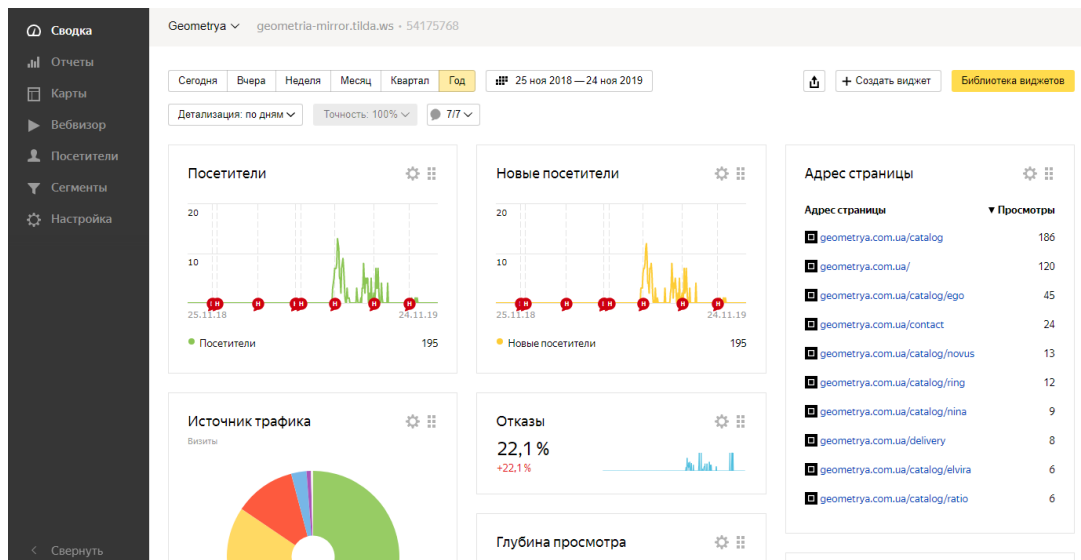 Сводка
Отчеты
Карты
Вебвизор
Посетители
Сегменты
Настройка
Свернуть
Geometrya geometria-mirror.tilda.ws • 54175768
Сегодня Вчера Неделя Месяц Квартал Год 25 ноя 2018 — 24 ноя 2019 + Создать виджет Библиотека виджетов
Детализация: по дням Точность: 100% 7/7
Посетители
20
10
I Н Н I Н Н Н Н
25.11.18 24.11.19
Посетители 195
Новые посетители
20
10
I Н Н I Н Н Н Н
25.11.18 24.11.19
Новые посетители 195
Адрес страницы
Адрес страницы ▼ Просмотры
geometrya.com.ua/catalog 186
geometrya.com.ua/ 120
geometrya.com.ua/catalog/ego 45
geometrya.com.ua/contact 24
geometrya.com.ua/catalog/novus 13
geometrya.com.ua/catalog/ring 12
geometrya.com.ua/catalog/nina 9
geometrya.com.ua/delivery 8
geometrya.com.ua/catalog/elvira 6
geometrya.com.ua/catalog/ratio 6
Источник трафика
Визиты
Отказы
22,1 %
+22,1 %
Глубина просмотра